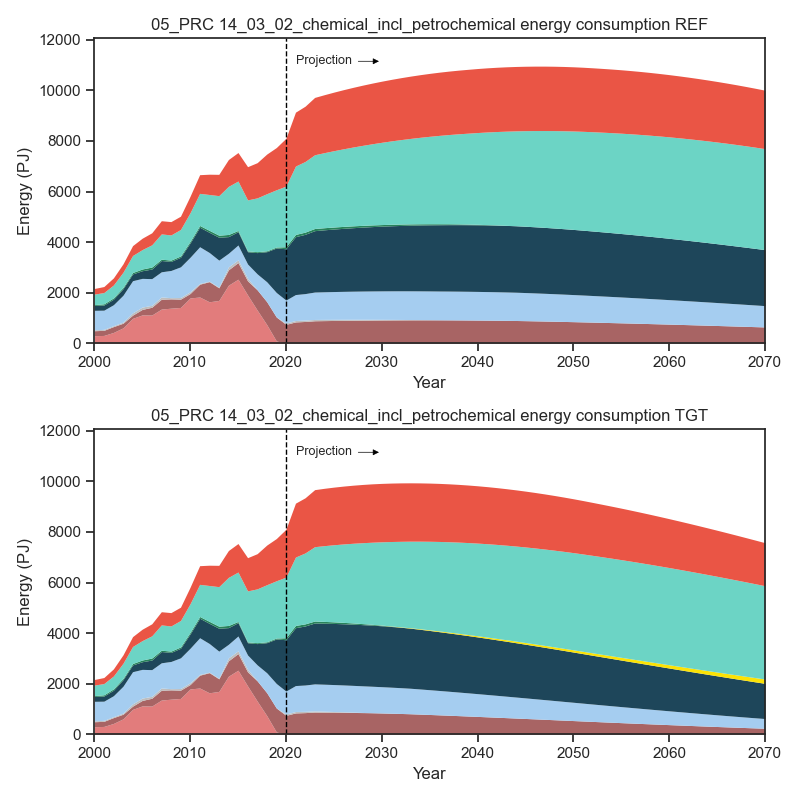 05_PRC 14_03_02_chemical_incl_petrochemical energy consumption REF
12000
10000
8000
6000
4000
2000
0
Energy (PJ)
Projection
2000 2010 2020 2030 2040 2050 2060 2070
Year
05_PRC 14_03_02_chemical_incl_petrochemical energy consumption TGT
12000
10000
8000
6000
4000
2000
0
Energy (PJ)
Projection
2000 2010 2020 2030 2040 2050 2060 2070
Year